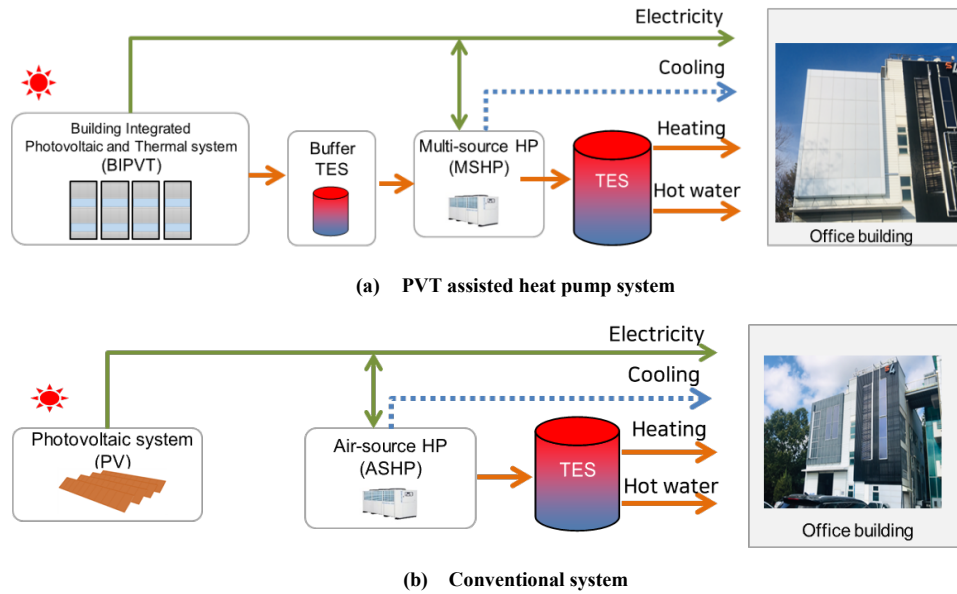 Electricity
Cooling
Building Integrated
Photovoltaic and Thermal system
(BIPVT)
Buffer
TES
Multi-source HP
(MSHP)
TES
Heating
Hot water
Office building
(a) PVT assisted heat pump system
Electricity
Cooling
Photovoltaic system
(PV)
Air-source HP
(ASHP)
TES
Heating
Hot water
Office building
(b) Conventional system